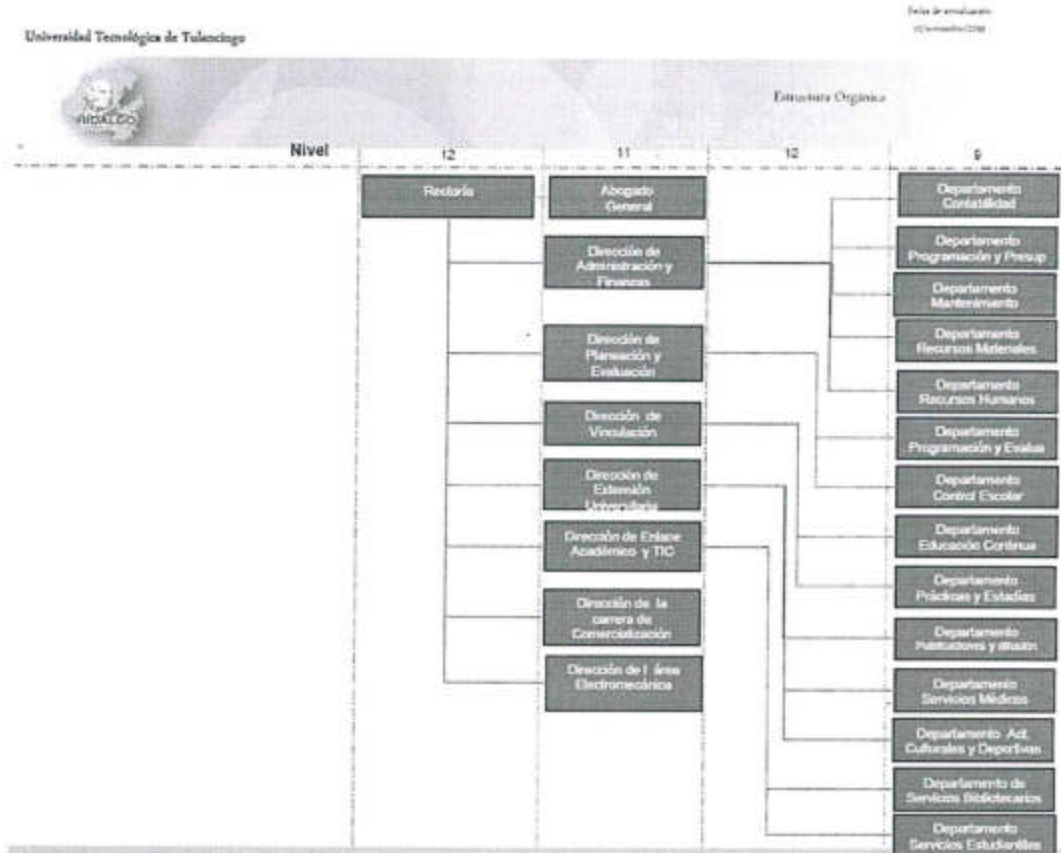 Fecha de actualización
Universidad Tecnológica de Tulancingo
HIDALGO
Estructura Orgánica
Nivel 12 11 10 9
Rectoría
Abogado
General
Dirección de
Administración y
Finanzas
Dirección de
Planeación y
Evaluación
Dirección de
Vinculación
Dirección de
Extensión
Universitaria
Dirección de Enlace
Académico y TIC
Dirección de la
carrera de
Comercialización
Dirección de l área
Electromecánica
Departamento
Contabilidad
Departamento
Programación y Presup
Departamento
Mantenimiento
Departamento
Recursos Materiales
Departamento
Recursos Humanos
Departamento
Programación y Evalua
Departamento
Control Escolar
Departamento
Educación Continua
Departamento
Prácticas y Estadías
Departamento
Publicaciones y difusión
Departamento
Servicios Médicos
Departamento Act.
Culturales y Deportivas
Departamento de
Servicios Bibliotecarios
Departamento
Servicios Estudiantiles